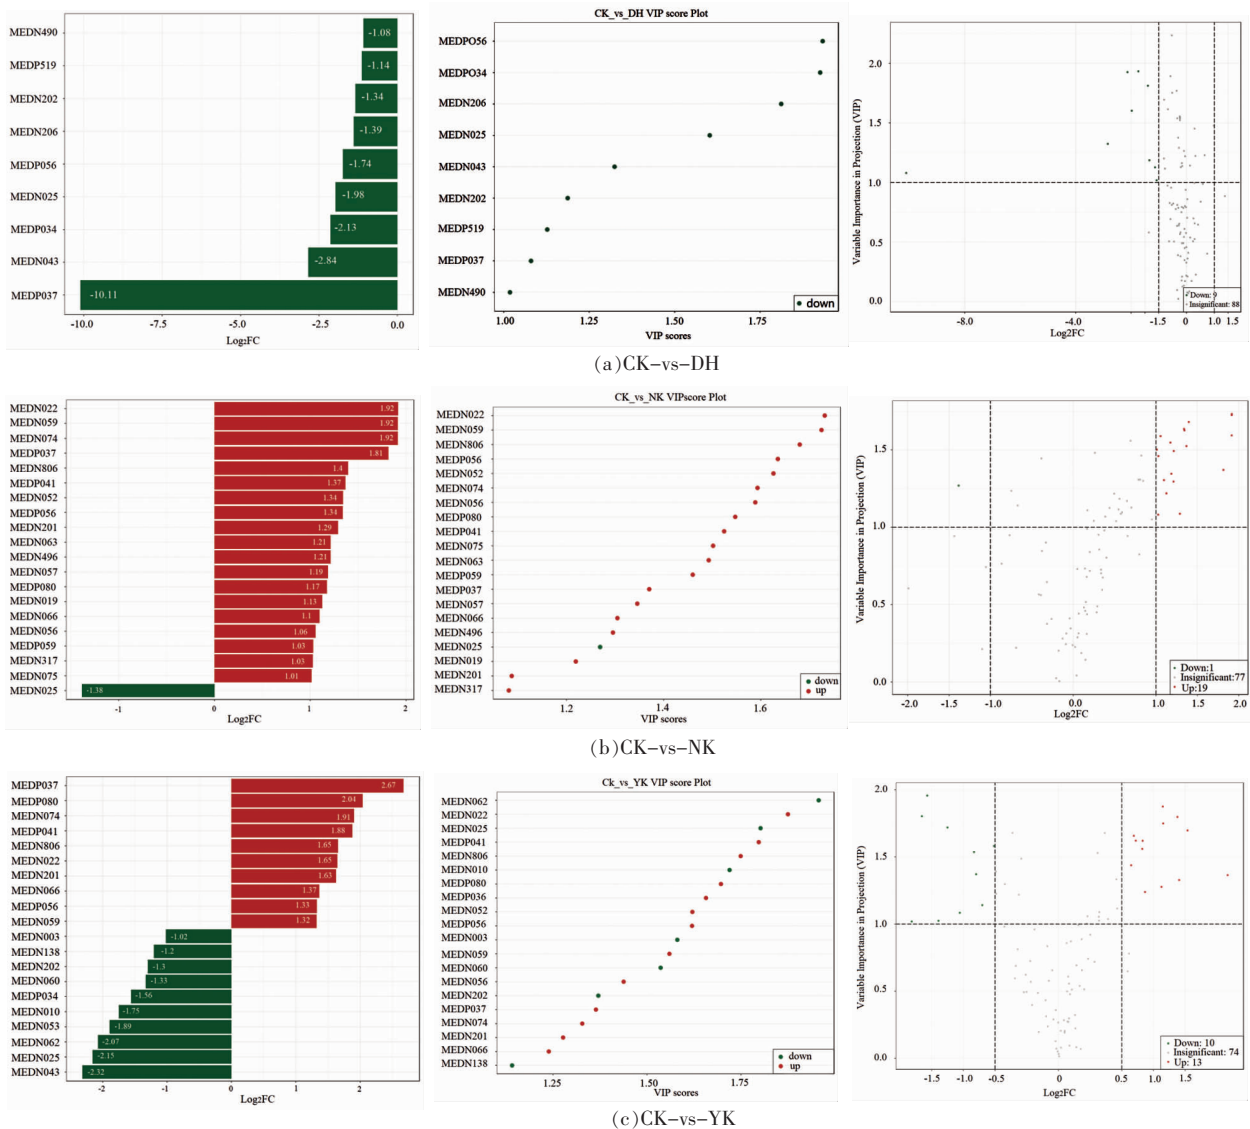 MEDN490
MEDP519
MEDN202
MEDN206
MEDP056
MEDN025
MEDP034
MEDN043
MEDP037
-1.08
-1.14
-1.34
-1.39
-1.74
-1.98
-2.13
-2.84
-10.11
-10.0 -7.5 -5.0 -2.5 0.0
Log₂FC
CK_vs_DH VIP score Plot
MEDPO56
MEDPO34
MEDN206
MEDN025
MEDN043
MEDN202
MEDP519
MEDP037
MEDN490
down
1.00 1.25 1.50 1.75
VIP scores
Variable Importance in Projection (VIP)
2.0
1.5
1.0
0.5
0.0
Down: 9
Insignificant: 88
-8.0 -4.0 -1.5 0 1.0 1.5
Log2FC
(a)CK-vs-DH
MEDN022
MEDN059
MEDN074
MEDP037
MEDN806
MEDP041
MEDN052
MEDP056
MEDN201
MEDN063
MEDN496
MEDN057
MEDP080
MEDN019
MEDN066
MEDN056
MEDP059
MEDN317
MEDN075
MEDN025
1.92
1.92
1.92
1.81
1.4
1.37
1.34
1.34
1.29
1.21
1.21
1.19
1.17
1.13
1.1
1.06
1.03
1.03
1.01
-1.38
-1 0 1 2
Log2FC
CK_vs_NK VIPscore Plot
MEDN022
MEDN059
MEDN806
MEDP056
MEDN052
MEDN074
MEDN056
MEDP080
MEDP041
MEDN075
MEDN063
MEDP059
MEDP037
MEDN057
MEDN066
MEDN496
MEDN025
MEDN019
MEDN201
MEDN317
down
up
1.2 1.4 1.6
VIP scores
Variable Importance in Projection (VIP)
1.5
1.0
0.5
0.0
Down:1
Insignificant:77
Up:19
-2.0 -1.5 -1.0 0.0 1.0 1.5 2.0
Log2FC
(b)CK-vs-NK
MEDP037
MEDP080
MEDN074
MEDP041
MEDN806
MEDN022
MEDN201
MEDN066
MEDP056
MEDN059
MEDN003
MEDN138
MEDN202
MEDN060
MEDP034
MEDN010
MEDN053
MEDN062
MEDN025
MEDN043
2.67
2.04
1.91
1.88
1.65
1.65
1.63
1.37
1.33
1.32
-1.02
-1.2
-1.3
-1.33
-1.56
-1.75
-1.89
-2.07
-2.15
-2.32
-2 -1 0 1 2
Log2FC
Ck_vs_YK VIP score Plot
MEDN062
MEDN022
MEDN025
MEDP041
MEDN806
MEDN010
MEDP080
MEDP036
MEDN052
MEDP056
MEDN003
MEDN059
MEDN060
MEDN056
MEDN202
MEDP037
MEDN074
MEDN201
MEDN066
MEDN138
down
up
1.25 1.50 1.75
VIP scores
Variable Importance in Projection (VIP)
2.0
1.5
1.0
0.5
0.0
Down: 10
Insignificant: 74
Up: 13
-1.5 -1.0 -0.5 0 0.5 1.0 1.5
Log2FC
(c)CK-vs-YK